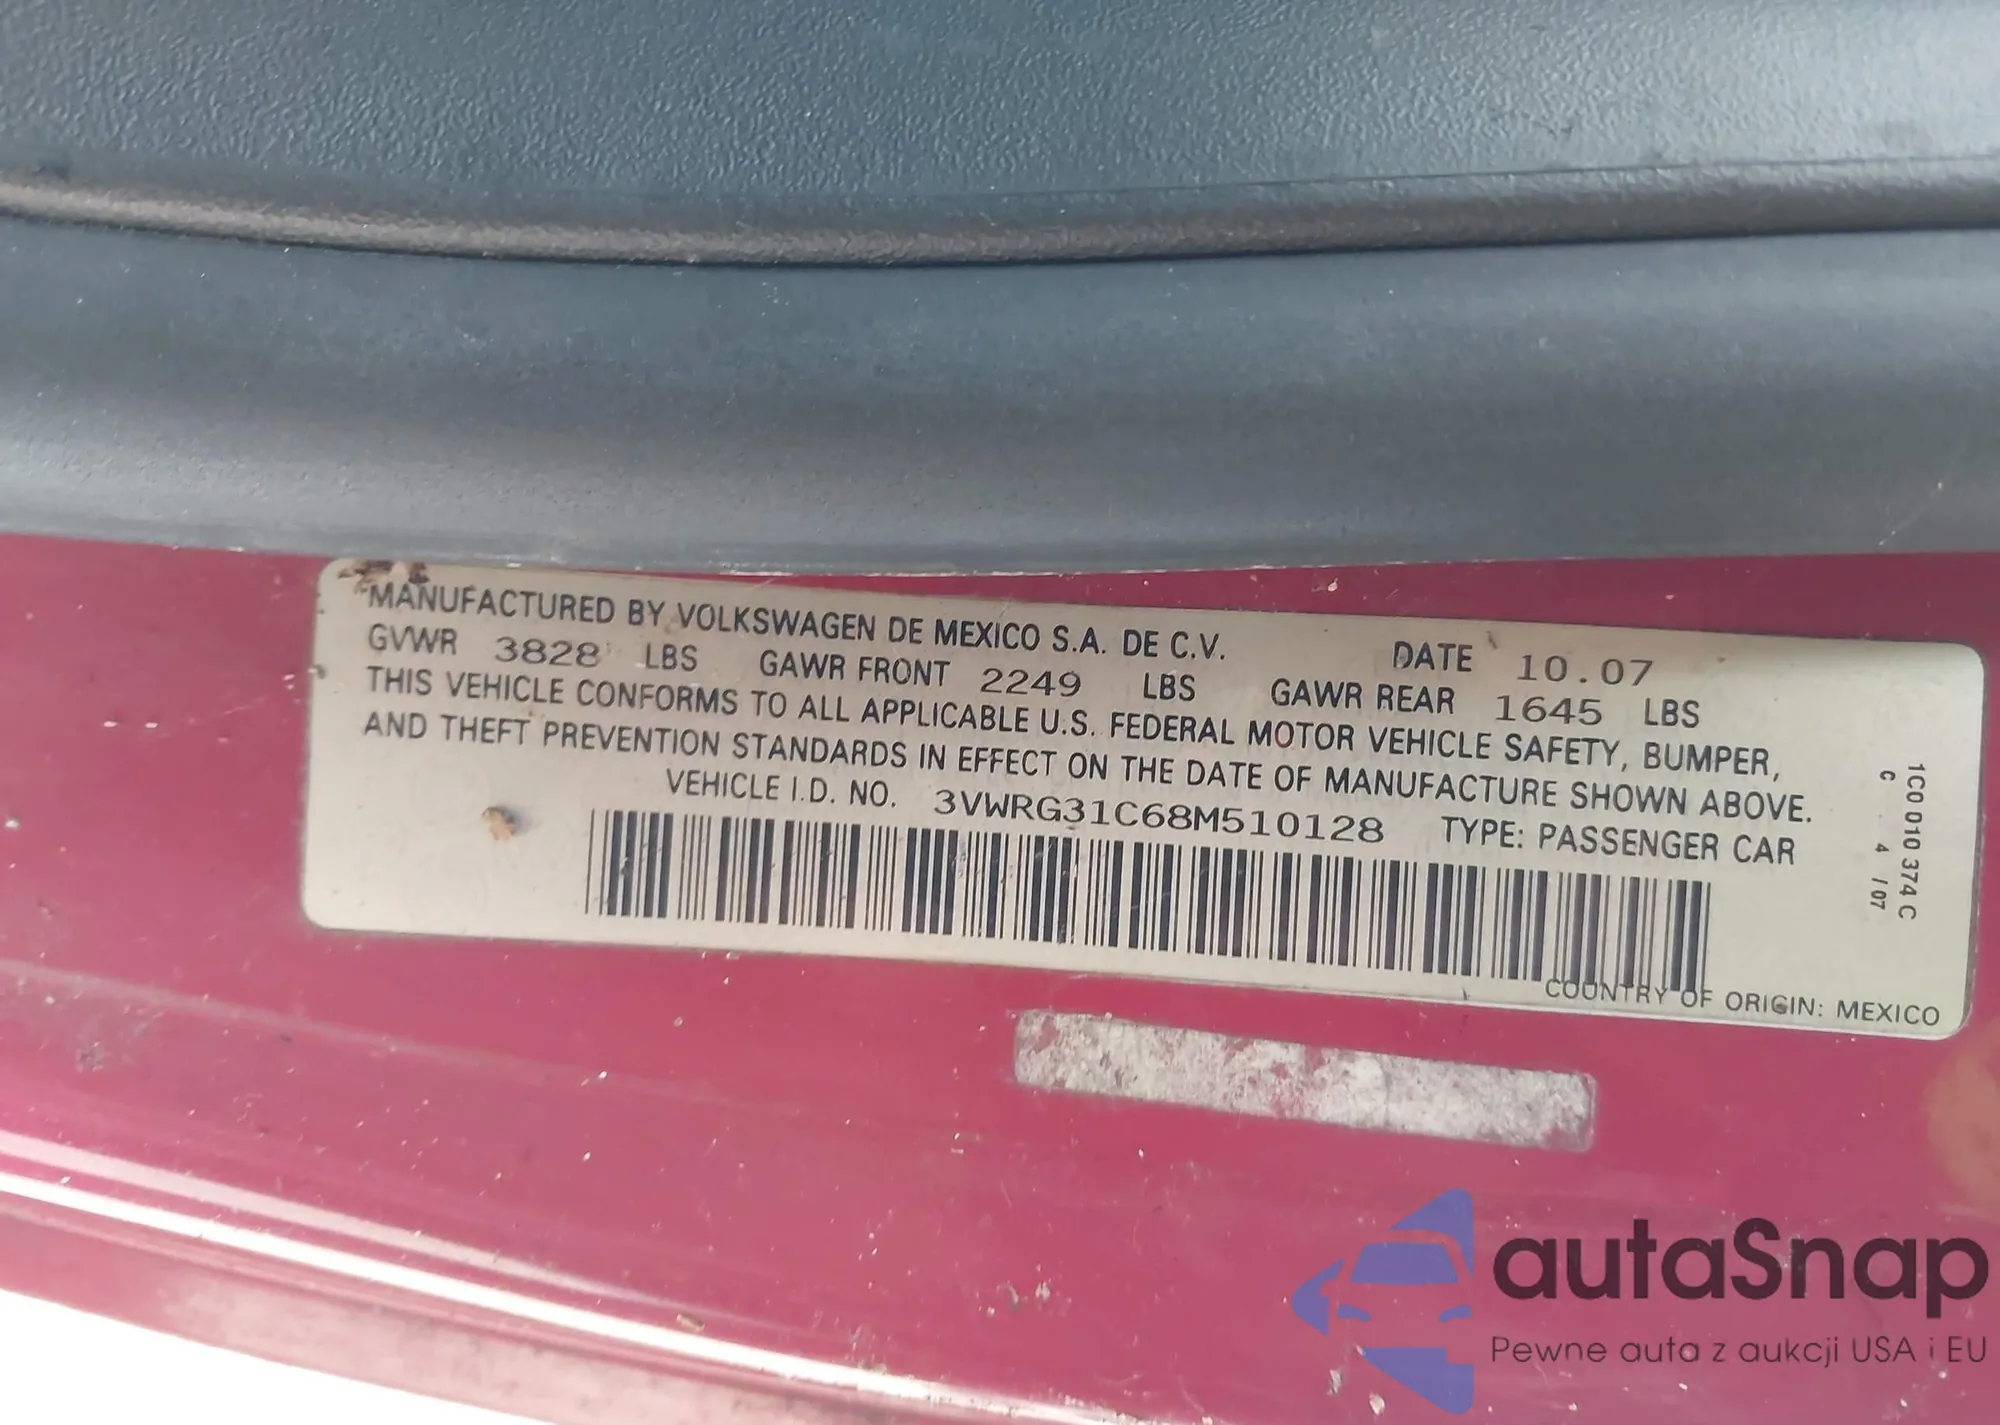 MANUFACTURED BY VOLKSWAGEN DE MEXICO S.A. DE C.V. DATE 10.07
GVWR 3828 LBS GAWR FRONT 2249 LBS GAWR REAR 1645 LBS
THIS VEHICLE CONFORMS TO ALL APPLICABLE U.S. FEDERAL MOTOR VEHICLE SAFETY, BUMPER,
AND THEFT PREVENTION STANDARDS IN EFFECT ON THE DATE OF MANUFACTURE SHOWN ABOVE.
VEHICLE I.D. NO. 3VWRG31C68M510128 TYPE: PASSENGER CAR
1C0 010 374 C
C 4 /07
COUNTRY OF ORIGIN: MEXICO
autaSnap
Pewne auta z aukcji USA i EU